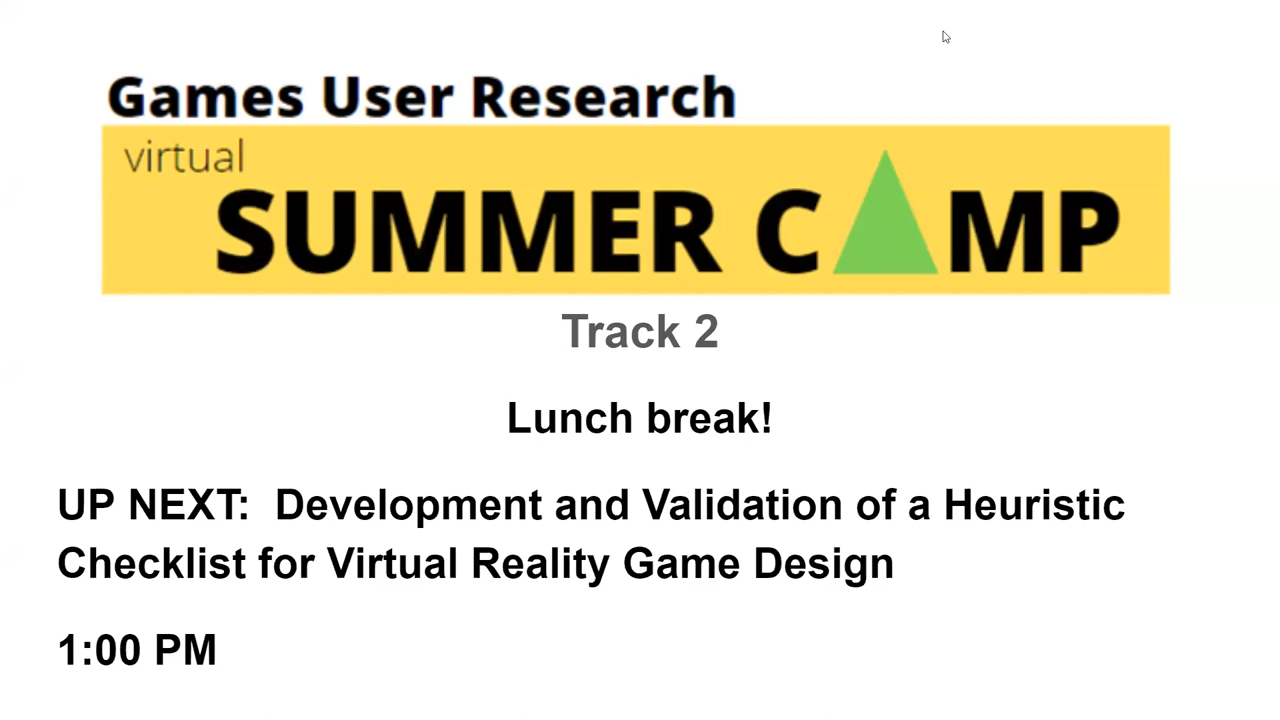 Games User Research
virtual
SUMMER CAMP
Track 2
Lunch break!
UP NEXT: Development and Validation of a Heuristic
Checklist for Virtual Reality Game Design
1:00 PM